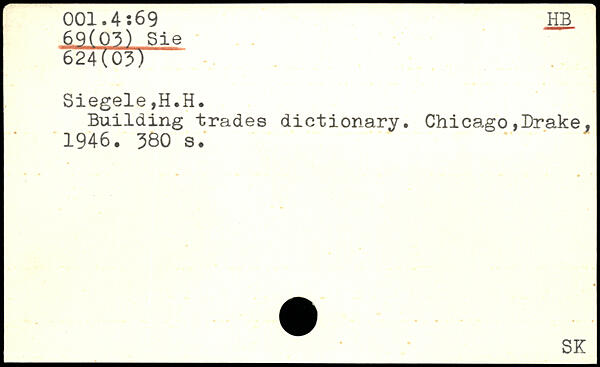 001.4:69 HB
69(03) Sie
624(03)
Siegele,H.H.
Building trades dictionary. Chicago,Drake,
1946. 380 s.
SK